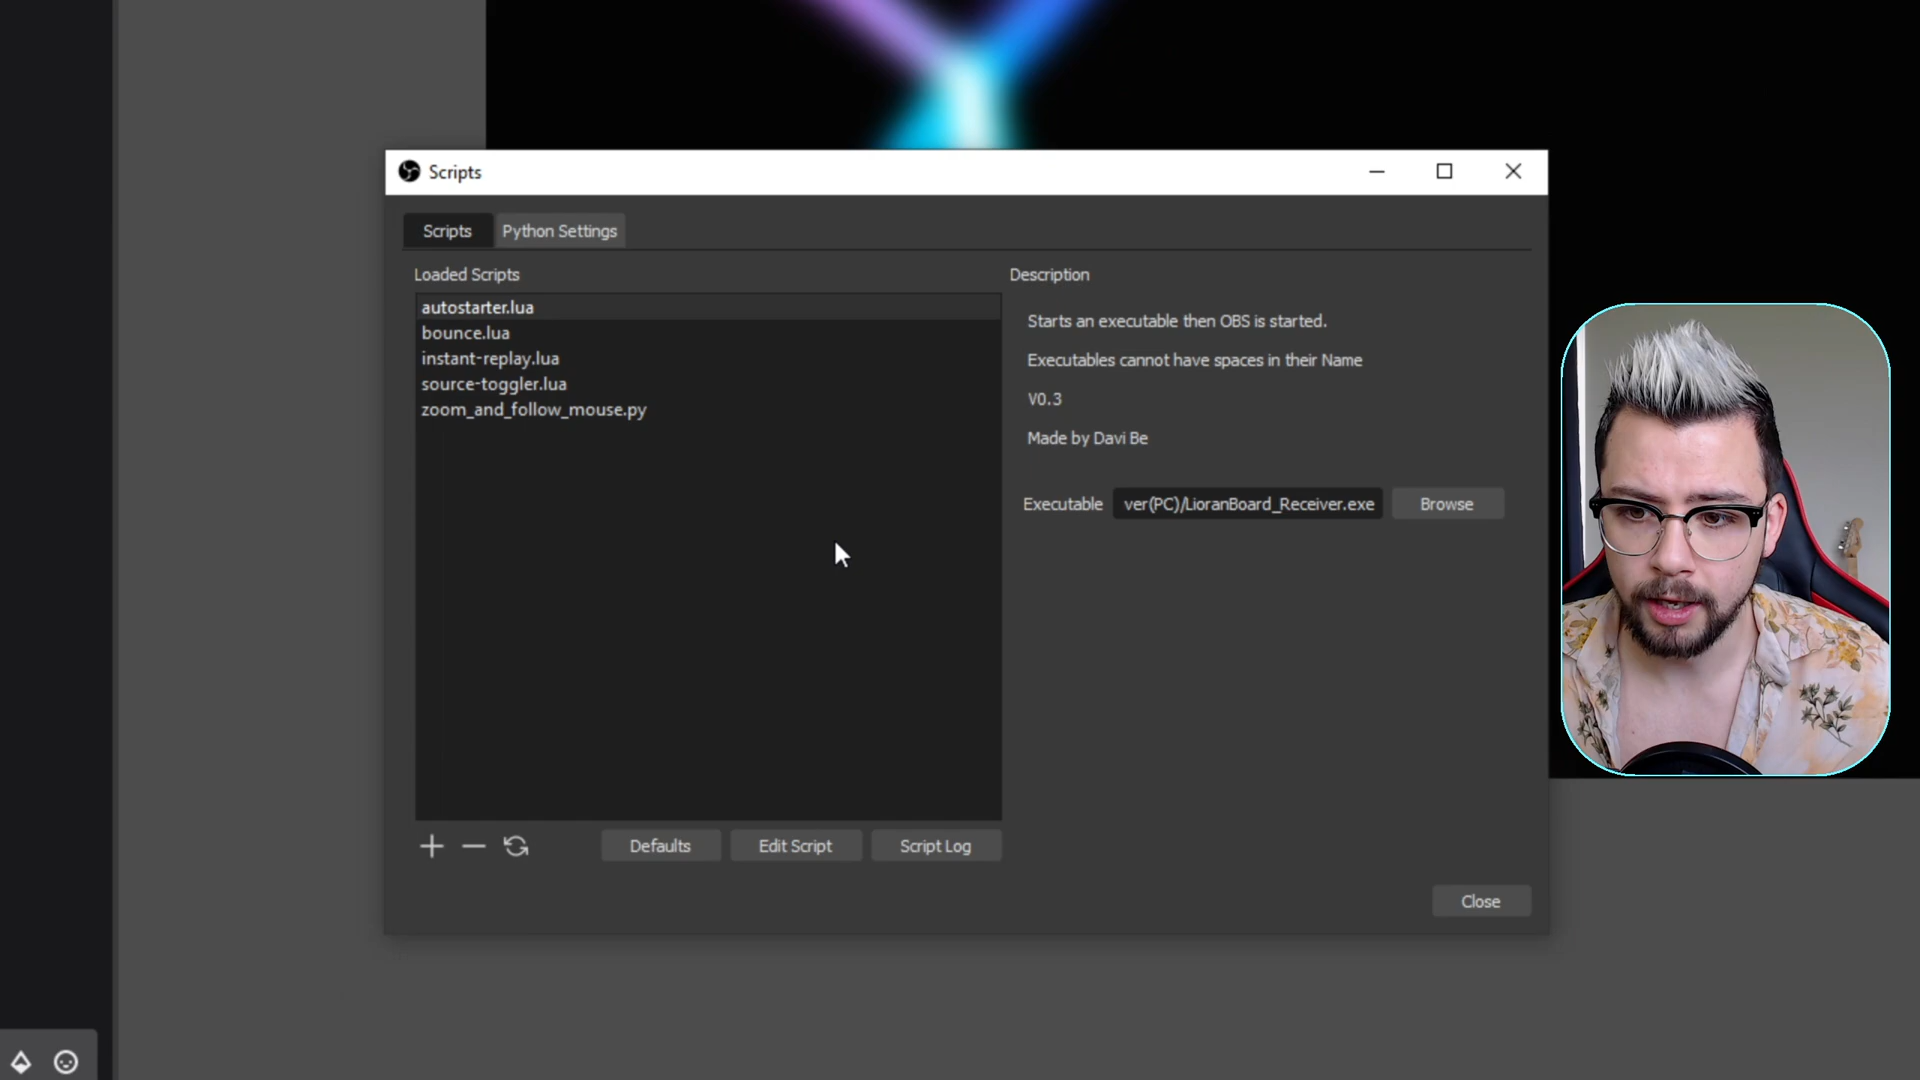 Scripts
Scripts
Python Settings
Loaded Scripts
autostarter.lua
bounce.lua
instant-replay.lua
source-toggler.lua
zoom_and_follow_mouse.py
Description
Starts an executable then OBS is started.
Executables cannot have spaces in their Name
V0.3
Made by Davi Be
Executable
ver(PC)/LioranBoard_Receiver.exe
Browse
Defaults
Edit Script
Script Log
Close